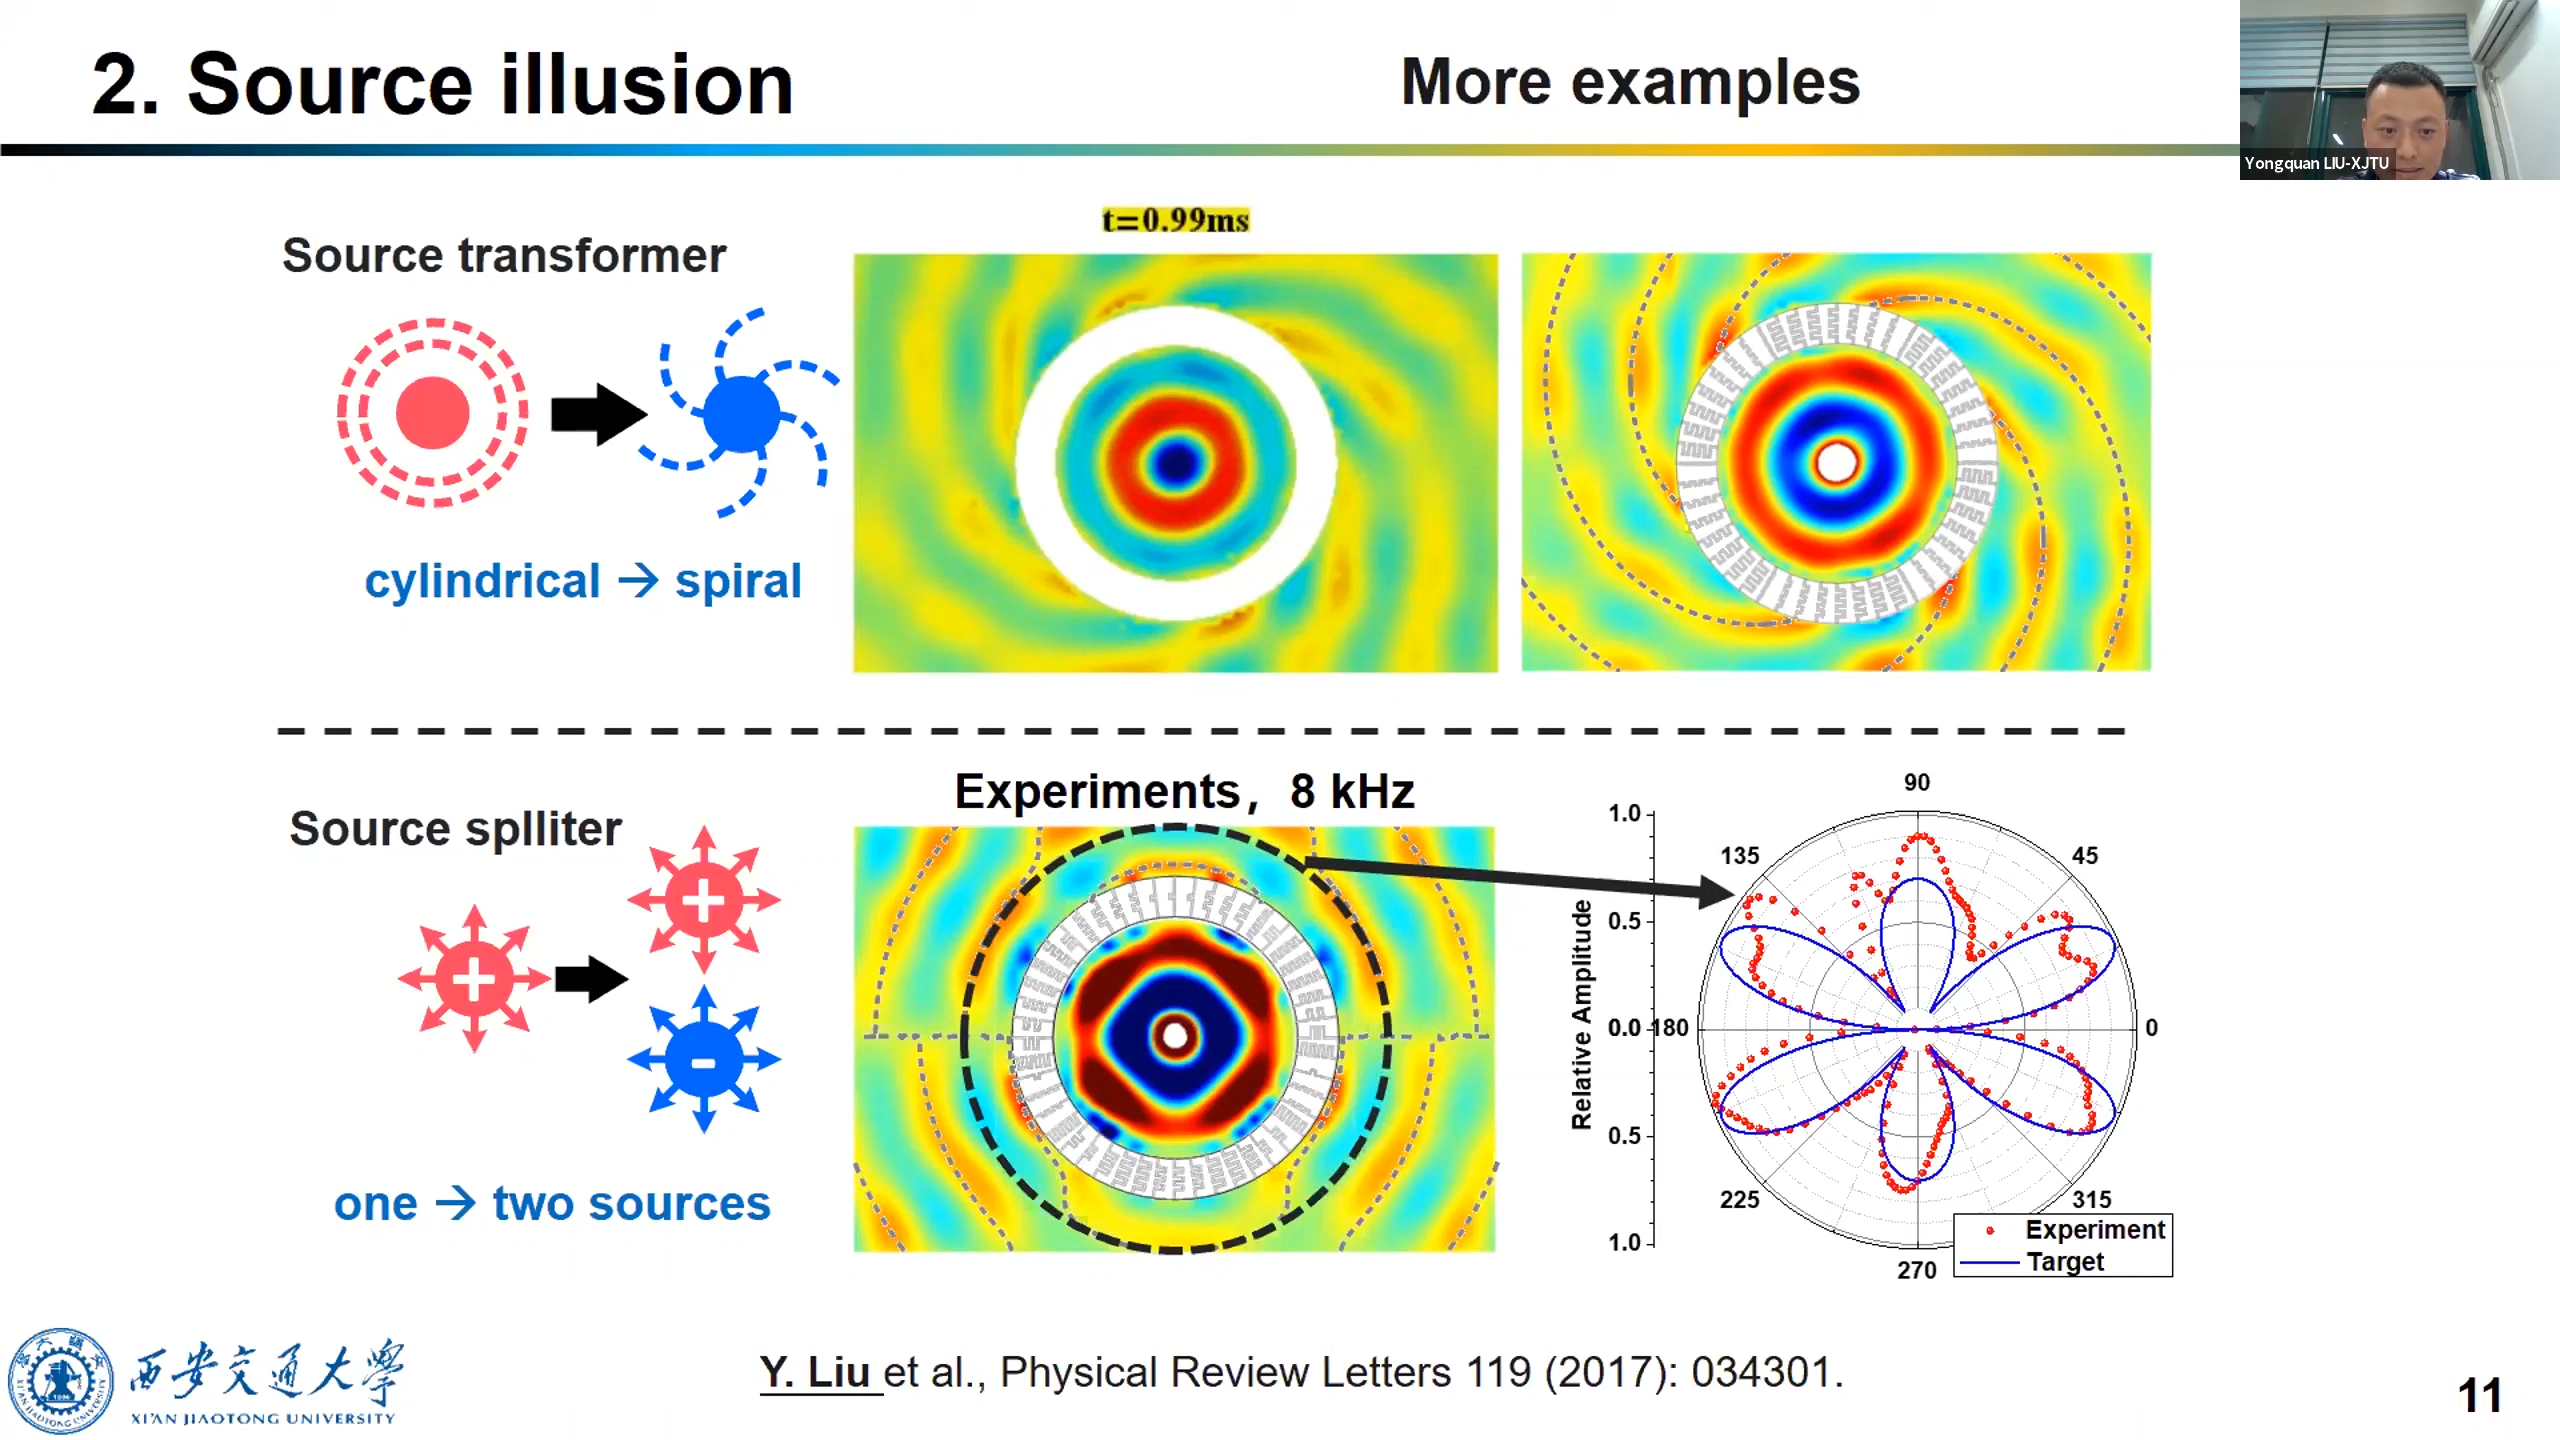 2. Source illusion
More examples
Yongquan LIU-XJTU
t=0.99ms
Source transformer
cylindrical → spiral
Experiments, 8 kHz
Source splliter
+
+
-
one → two sources
90
1.0
135
45
0.5
Relative Amplitude
0.0
180
0
0.5
225
315
1.0
270
Experiment
Target
西安交通大学
XI'AN JIAOTONG UNIVERSITY
Y. Liu et al., Physical Review Letters 119 (2017): 034301.
11